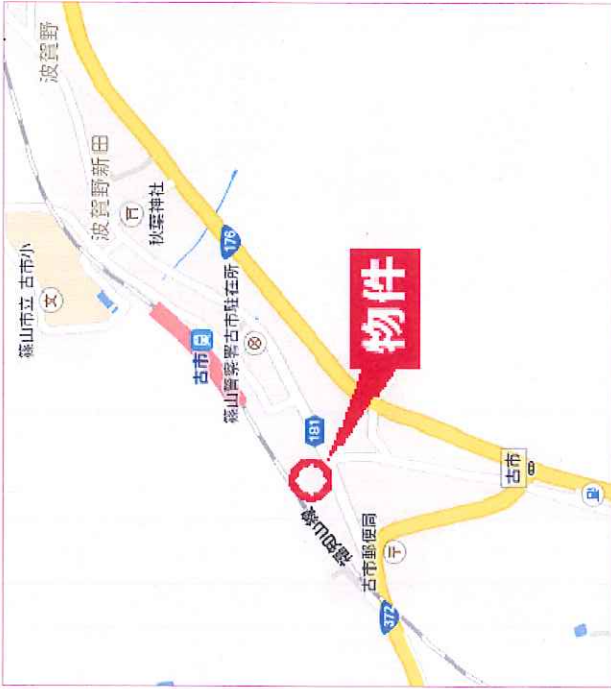 波賀野
波賀野新田
秋葉神社
篠山市立 古市小
文
176
古市
篠山警察署古市駐在所
物件
181
福知山線
古市
古市郵便局
〒
372